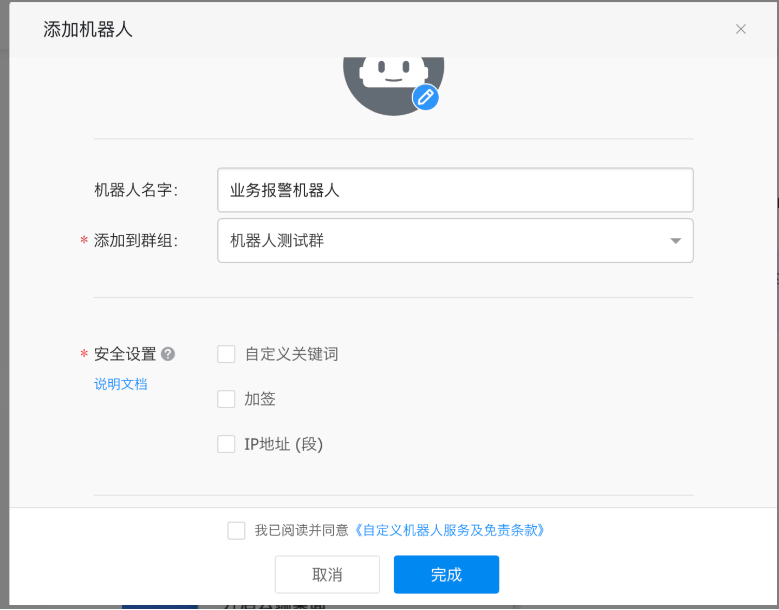 添加机器人
机器人名字:
业务报警机器人
* 添加到群组:
机器人测试群
* 安全设置 ?
自定义关键词
说明文档
加签
IP地址 (段)
我已阅读并同意《自定义机器人服务及免责条款》
取消
完成